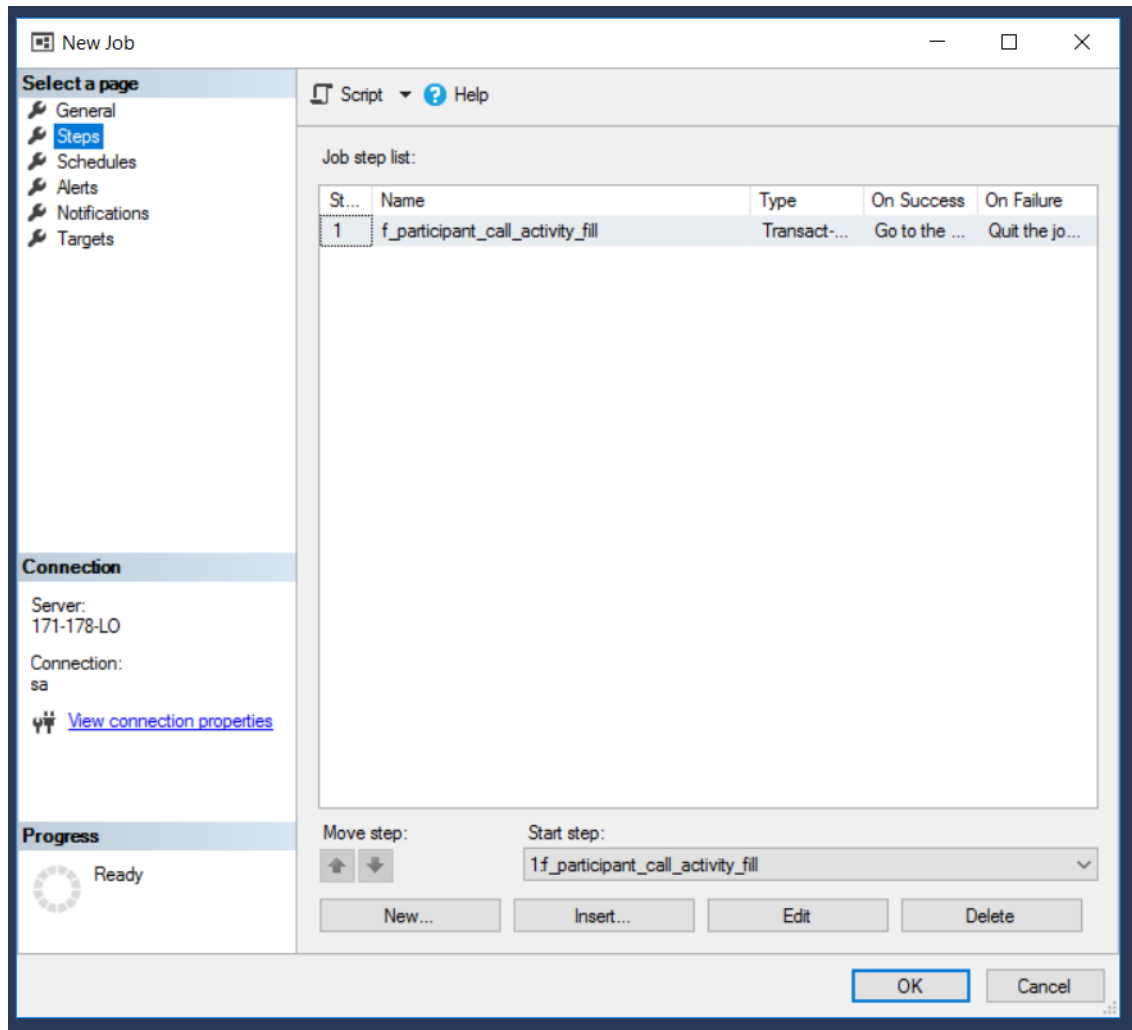 New Job
Select a page
General
Steps
Schedules
Alerts
Notifications
Targets
Connection
Server:
171-178-LO
Connection:
sa
View connection properties
Progress
Ready
Script ? Help
Job step list:
St... Name Type On Success On Failure
1 f_participant_call_activity_fill Transact-... Go to the ... Quit the jo...
Move step: Start step:
1:f_participant_call_activity_fill
New... Insert... Edit Delete
OK Cancel